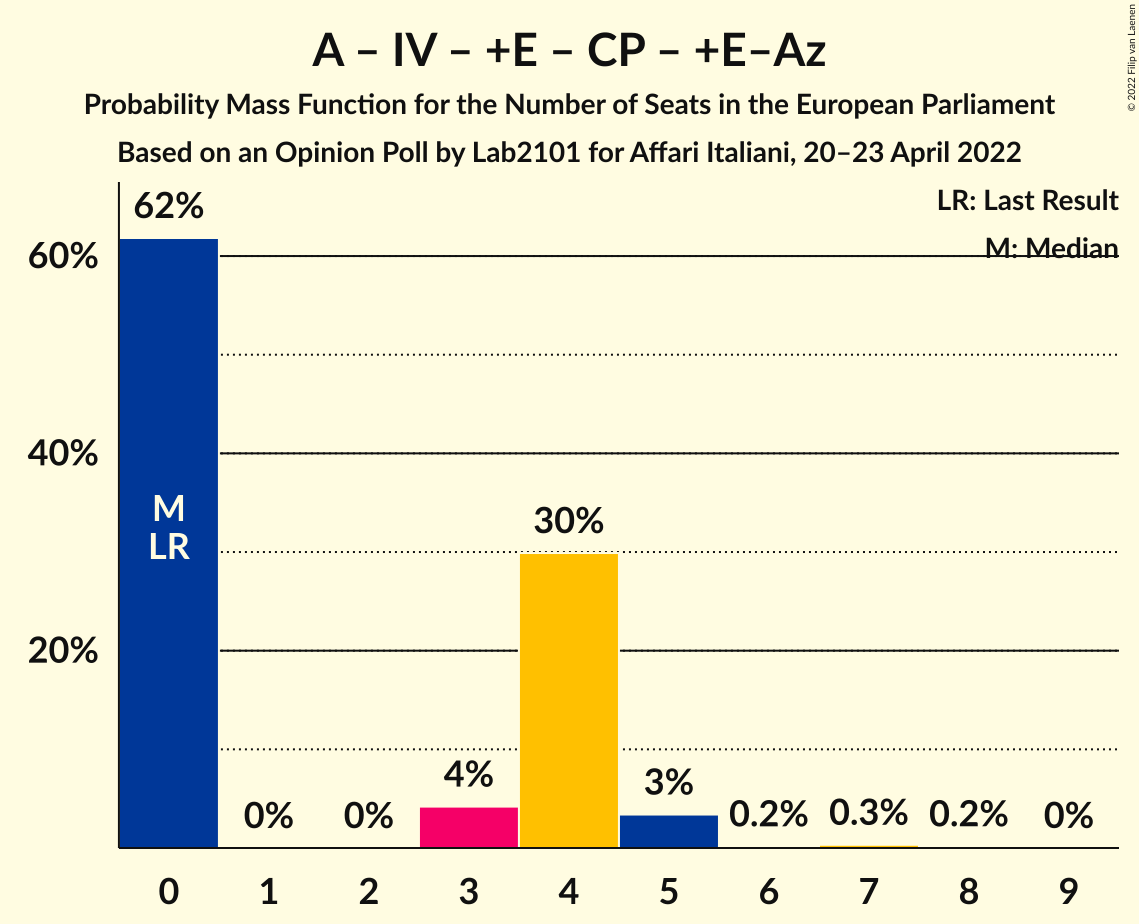 A – IV – +E – CP – +E–Az
Probability Mass Function for the Number of Seats in the European Parliament
Based on an Opinion Poll by Lab2101 for Affari Italiani, 20–23 April 2022
© 2022 Filip van Laenen
LR: Last Result
M: Median
62%
60%
40%
20%
M
LR
0%
0%
4%
30%
3%
0.2%
0.3%
0.2%
0%
0 1 2 3 4 5 6 7 8 9